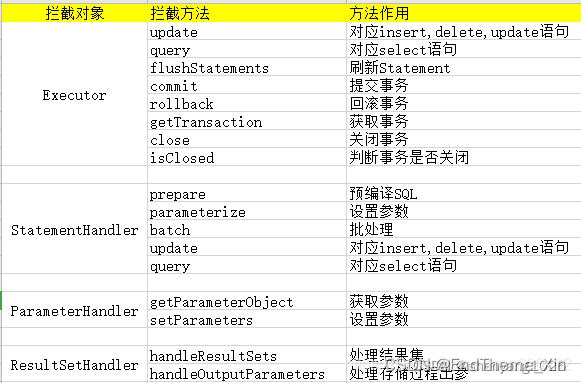 拦截对象 拦截方法 方法作用
update 对应insert,delete,update语句
query 对应select语句
flushStatements 刷新Statement
commit 提交事务
Executor
rollback 回滚事务
getTransaction 获取事务
close 关闭事务
isClosed 判断事务是否关闭
prepare 预编译SQL
parameterize 设置参数
StatementHandler batch 批处理
update 对应insert,delete,update语句
query 对应select语句
getParameterObject 获取参数
ParameterHandler
setParameters 设置参数
handleResultSets 处理结果集
ResultSetHandler
handleOutputParameters 处理存储过程出参